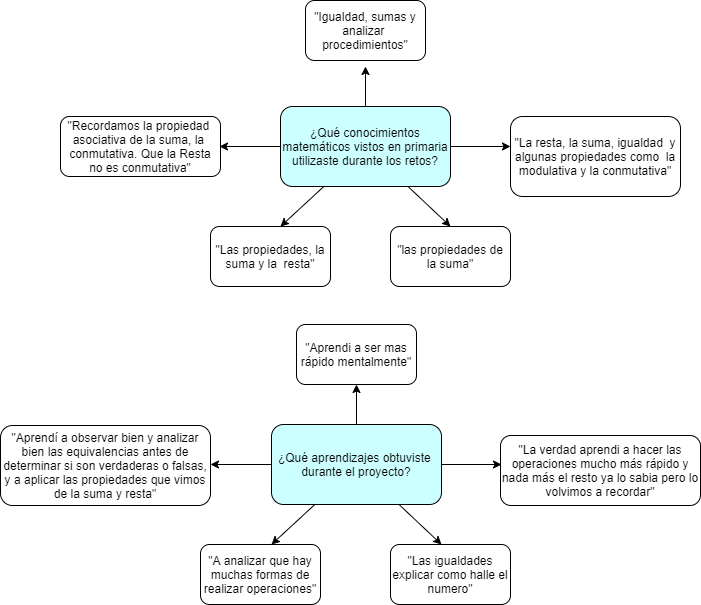 "Igualdad, sumas y
analizar
procedimientos"
"Recordamos la propiedad
asociativa de la suma, la
conmutativa. Que la Resta
no es conmutativa"
¿Qué conocimientos
matemáticos vistos en primaria
utilizaste durante los retos?
"La resta, la suma, igualdad y
algunas propiedades como la
modulativa y la conmutativa"
"Las propiedades, la
suma y la resta"
"las propiedades de
la suma"
"Aprendi a ser mas
rápido mentalmente"
"Aprendí a observar bien y analizar
bien las equivalencias antes de
determinar si son verdaderas o falsas,
y a aplicar las propiedades que vimos
de la suma y resta"
¿Qué aprendizajes obtuviste
durante el proyecto?
"La verdad aprendi a hacer las
operaciones mucho más rápido y
nada más el resto ya lo sabia pero lo
volvimos a recordar"
"A analizar que hay
muchas formas de
realizar operaciones"
"Las igualdades
explicar como halle el
numero"